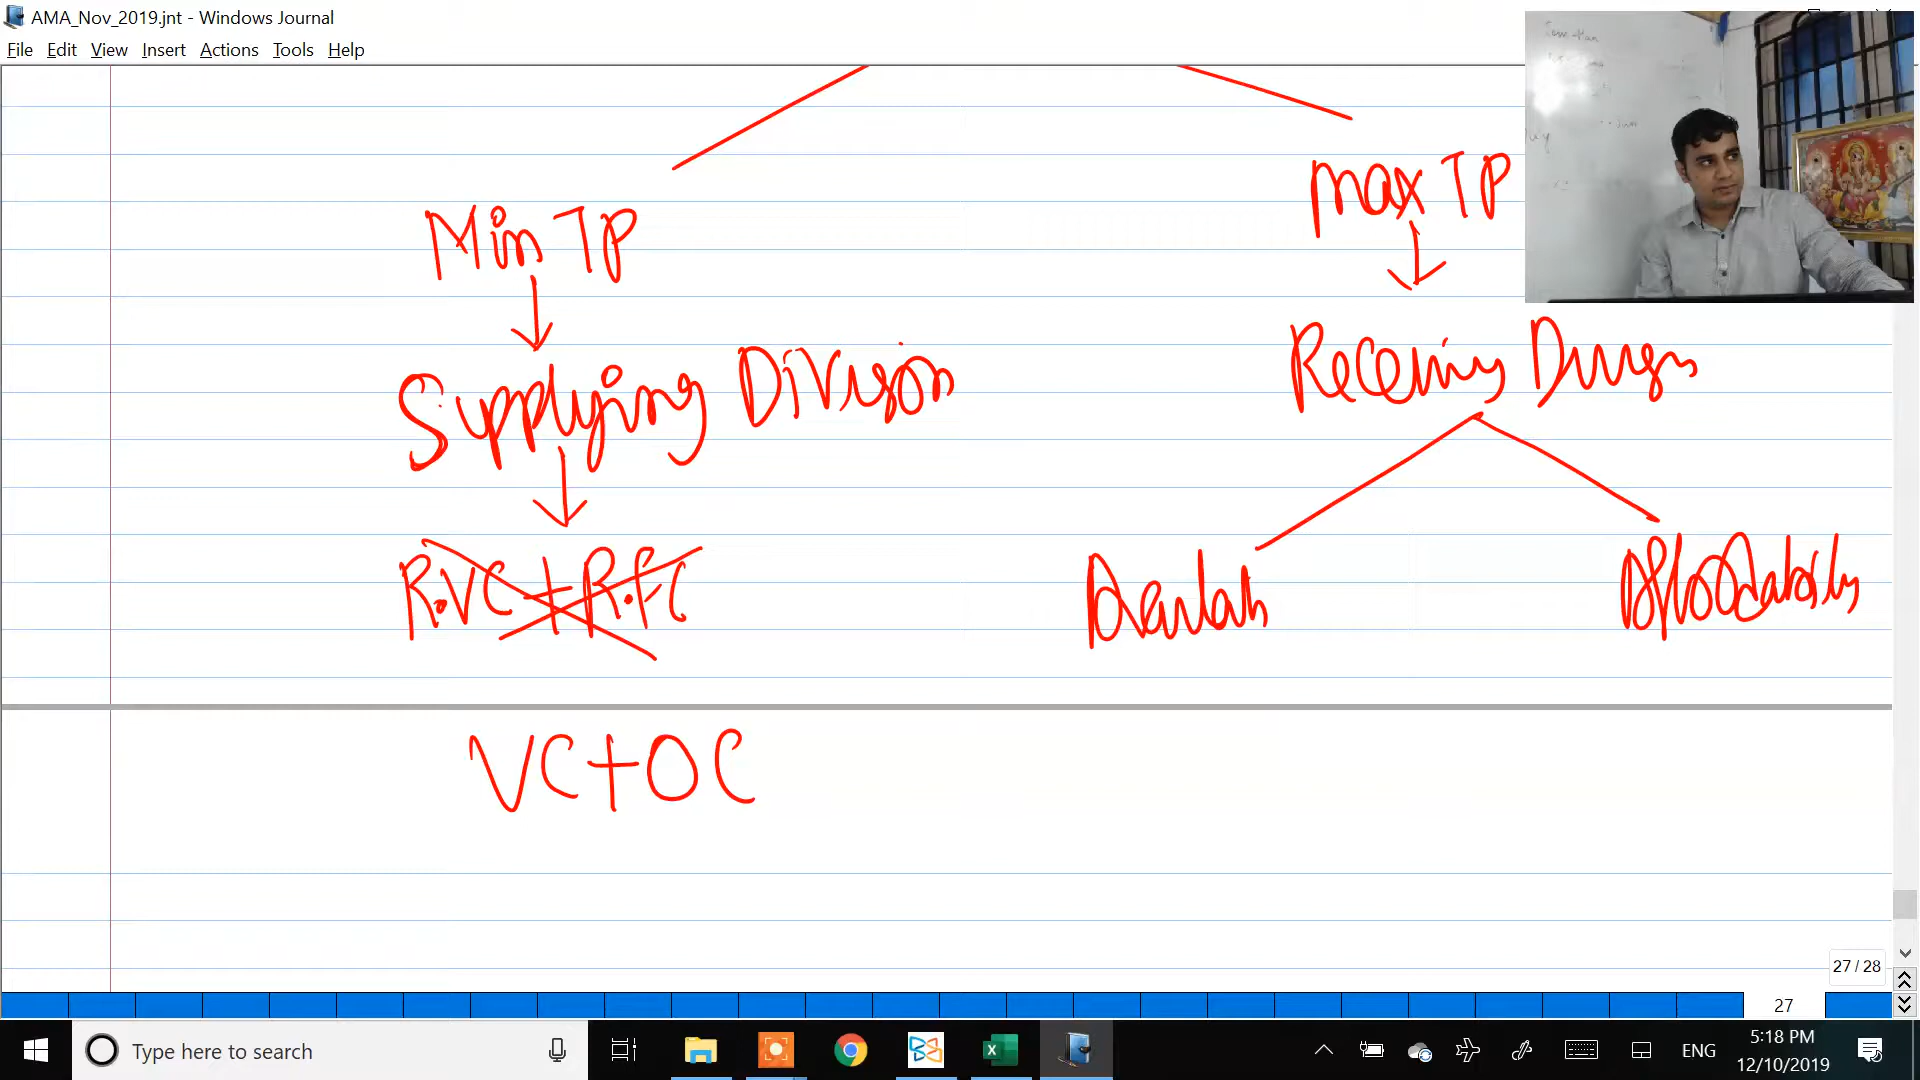 AMA_Nov_2019.jnt - Windows Journal
File Edit View Insert Actions Tools Help
Min TP
Max TP
Supplying Division
Receiving
R.VC + R.FC
Affordability
VC + OC
27 / 28
27
Type here to search
ENG
5:18 PM
12/10/2019